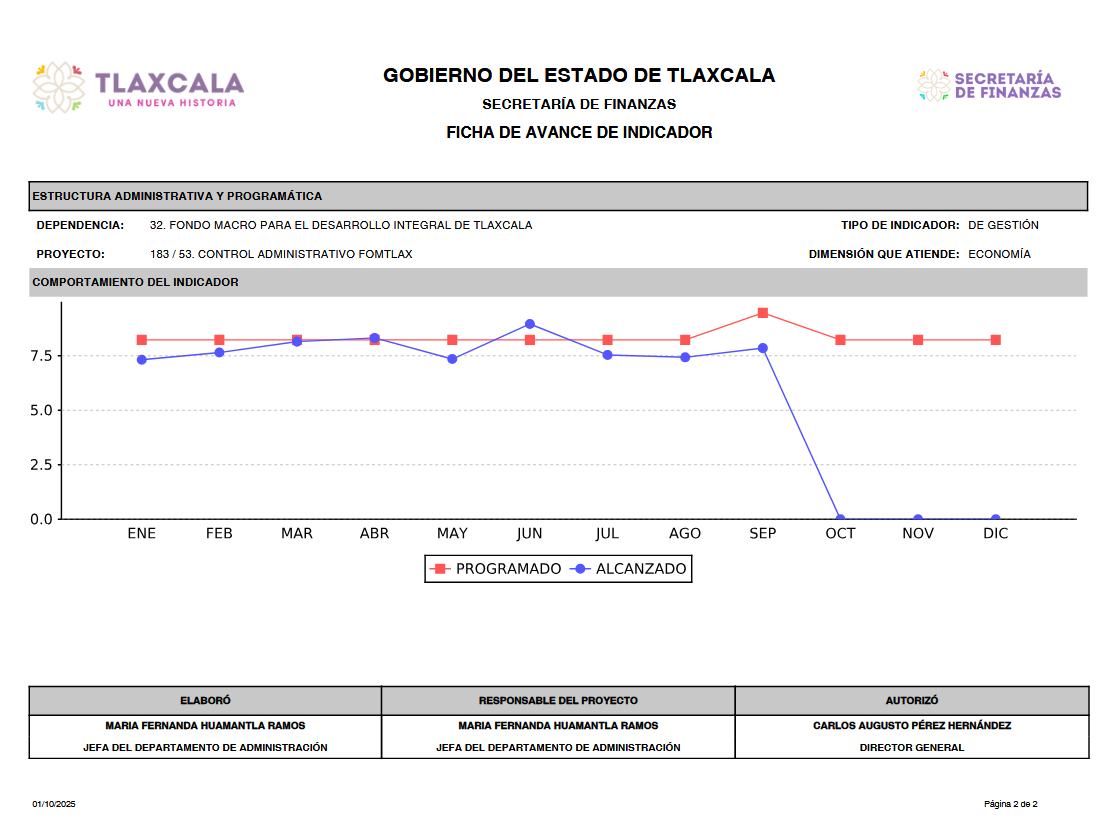 TLAXCALA
UNA NUEVA HISTORIA
GOBIERNO DEL ESTADO DE TLAXCALA
SECRETARÍA DE FINANZAS
FICHA DE AVANCE DE INDICADOR
SECRETARÍA
DE FINANZAS
ESTRUCTURA ADMINISTRATIVA Y PROGRAMÁTICA
DEPENDENCIA: 32. FONDO MACRO PARA EL DESARROLLO INTEGRAL DE TLAXCALA TIPO DE INDICADOR: DE GESTIÓN
PROYECTO: 183 / 53. CONTROL ADMINISTRATIVO FOMTLAX DIMENSIÓN QUE ATIENDE: ECONOMÍA
COMPORTAMIENTO DEL INDICADOR
7.5
5.0
2.5
0.0
ENE FEB MAR ABR MAY JUN JUL AGO SEP OCT NOV DIC
PROGRAMADO ALCANZADO
ELABORÓ RESPONSABLE DEL PROYECTO AUTORIZÓ
MARIA FERNANDA HUAMANTLA RAMOS MARIA FERNANDA HUAMANTLA RAMOS CARLOS AUGUSTO PÉREZ HERNÁNDEZ
JEFA DEL DEPARTAMENTO DE ADMINISTRACIÓN JEFA DEL DEPARTAMENTO DE ADMINISTRACIÓN DIRECTOR GENERAL
01/10/2025 Página 2 de 2